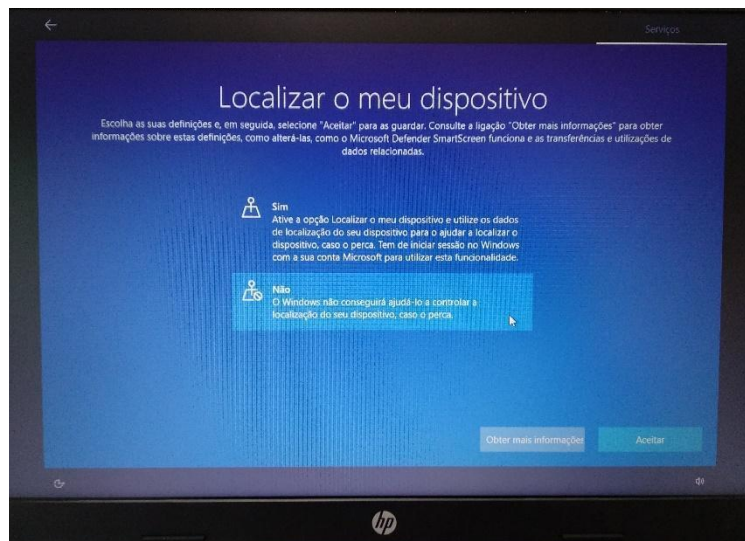 Serviços
Localizar o meu dispositivo
Escolha as suas definições e, em seguida, selecione "Aceitar" para as guardar. Consulte a ligação "Obter mais informações" para obter
informações sobre estas definições, como alterá-las, como o Microsoft Defender SmartScreen funciona e as transferências e utilizações de
dados relacionadas.
Sim
Ative a opção Localizar o meu dispositivo e utilize os dados
de localização do seu dispositivo para o ajudar a localizar o
dispositivo, caso o perca. Tem de iniciar sessão no Windows
com a sua conta Microsoft para utilizar esta funcionalidade.
Não
O Windows não conseguirá ajudá-lo a controlar a
localização do seu dispositivo, caso o perca.
Obter mais informações
Aceitar
hp